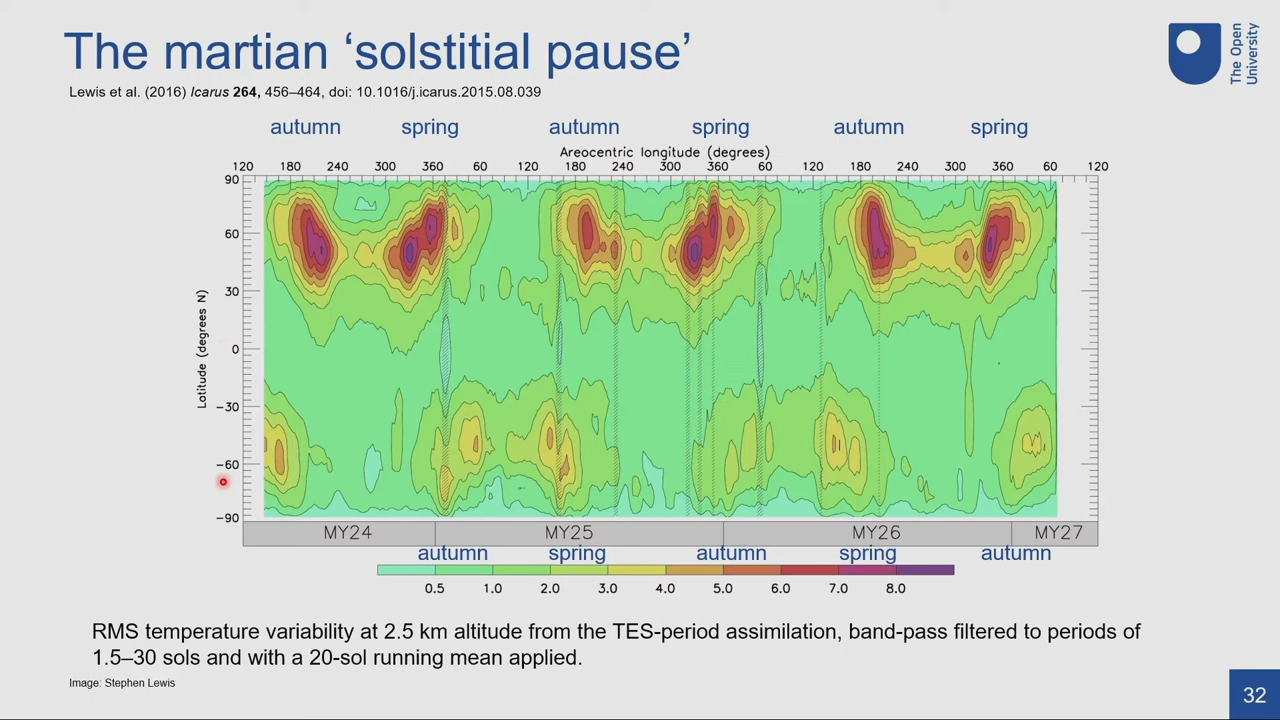 The martian ‘solstitial pause’
The Open
University
Lewis et al. (2016) Icarus 264, 456–464, doi: 10.1016/j.icarus.2015.08.039
autumn spring autumn spring autumn spring
Areocentric longitude (degrees)
120 180 240 300 360 60 120 180 240 300 360 60 120 180 240 300 360 60 120
Latitude (degrees N)
90
60
30
0
−30
−60
−90
MY24 MY25 MY26 MY27
autumn spring autumn spring autumn
0.5 1.0 2.0 3.0 4.0 5.0 6.0 7.0 8.0
RMS temperature variability at 2.5 km altitude from the TES-period assimilation, band-pass filtered to periods of
1.5–30 sols and with a 20-sol running mean applied.
Image: Stephen Lewis
32